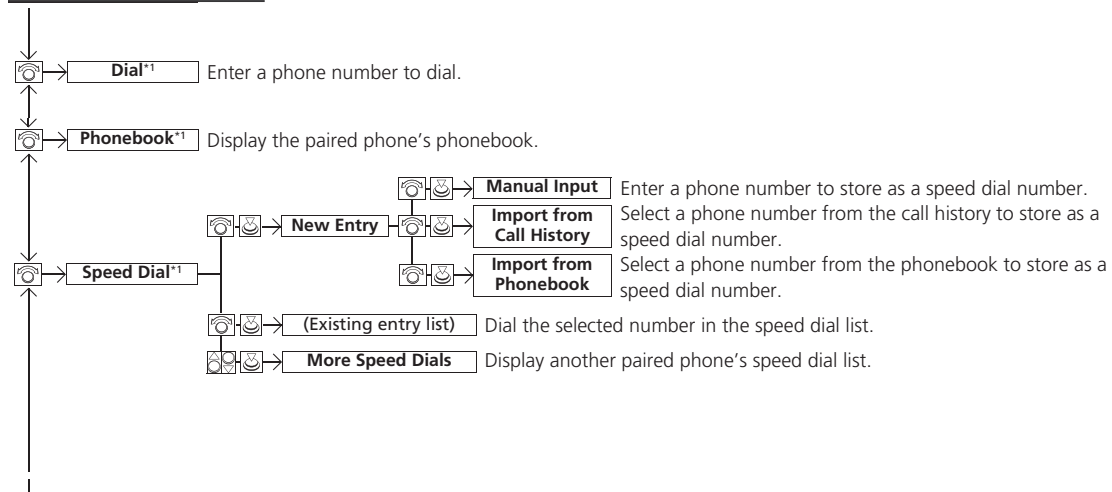 Dial*1 Enter a phone number to dial.
Phonebook*1 Display the paired phone's phonebook.
Manual Input Enter a phone number to store as a speed dial number.
New Entry
Import from Call History Select a phone number from the call history to store as a
speed dial number.
Speed Dial*1
Import from Phonebook Select a phone number from the phonebook to store as a
speed dial number.
(Existing entry list) Dial the selected number in the speed dial list.
More Speed Dials Display another paired phone's speed dial list.